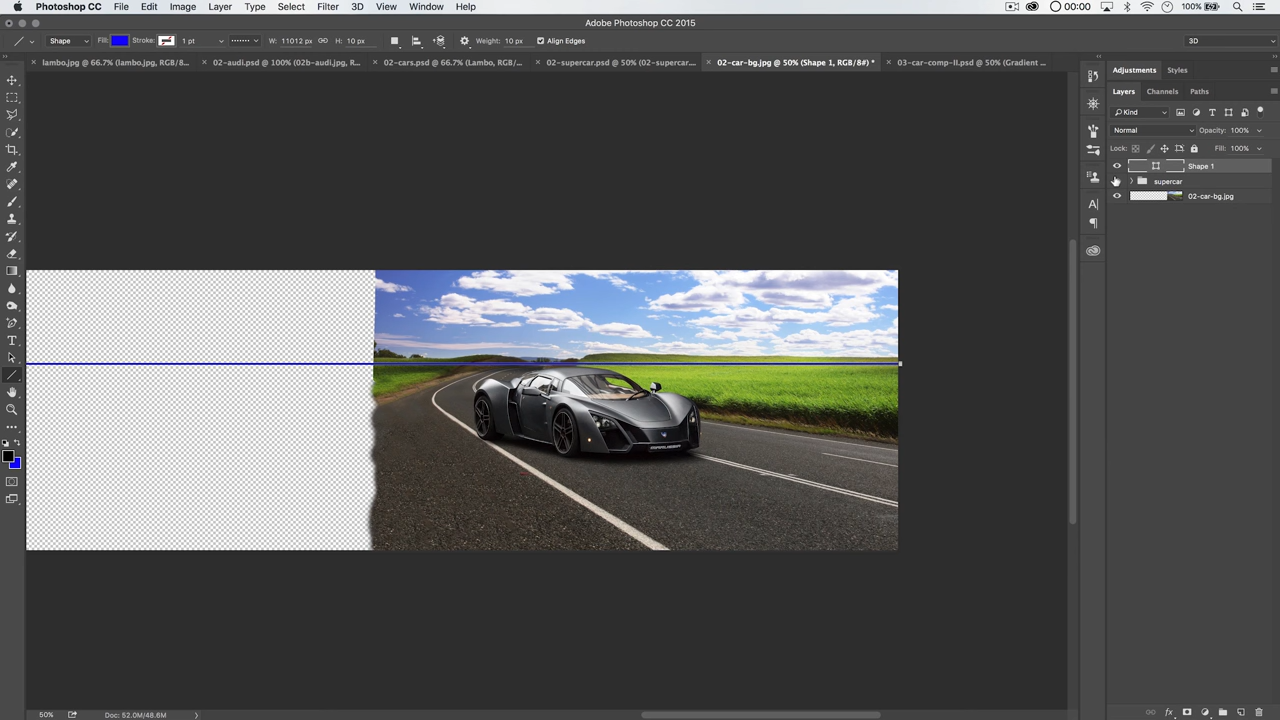 Photoshop CC File Edit Image Layer Type Select Filter 3D View Window Help 00:00 100%
Adobe Photoshop CC 2015
Shape Fill: Stroke: 1 pt W: 11012 px H: 10 px Weight: 10 px Align Edges 3D
lambo.jpg @ 66.7% (lambo.jpg, RGB/8... 02-audi.psd @ 100% (02b-audi.jpg, R... 02-cars.psd @ 66.7% (Lambo, RGB/... 02-supercar.psd @ 50% (02-supercar.... 02-car-bg.jpg @ 50% (Shape 1, RGB/8#) * 03-car-comp-II.psd @ 50% (Gradient ...
Adjustments Styles
Layers Channels Paths
Kind
Normal Opacity: 100%
Lock: Fill: 100%
Shape 1
supercar
02-car-bg.jpg
MARUSSIA
50% Doc: 52.0M/48.6M